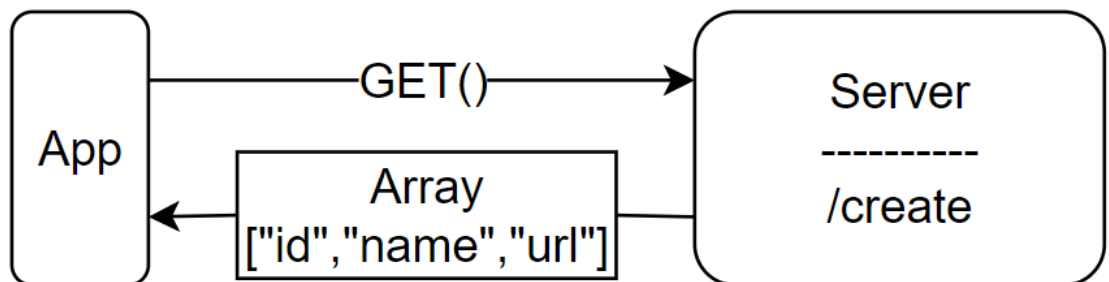 App
GET()
Array
["id","name","url"]
Server
----------
/create